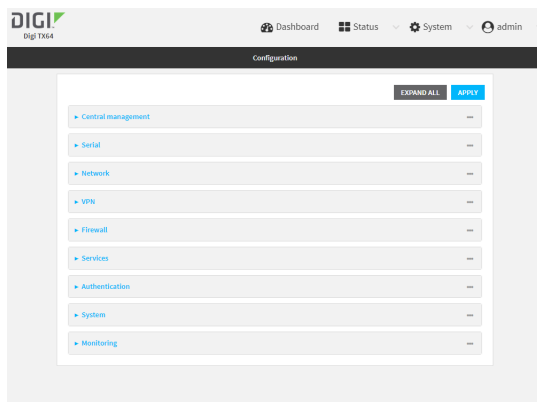 DIGI
Digi TX64
Dashboard Status System admin
Configuration
EXPAND ALL APPLY
Central management
Serial
Network
VPN
Firewall
Services
Authentication
System
Monitoring